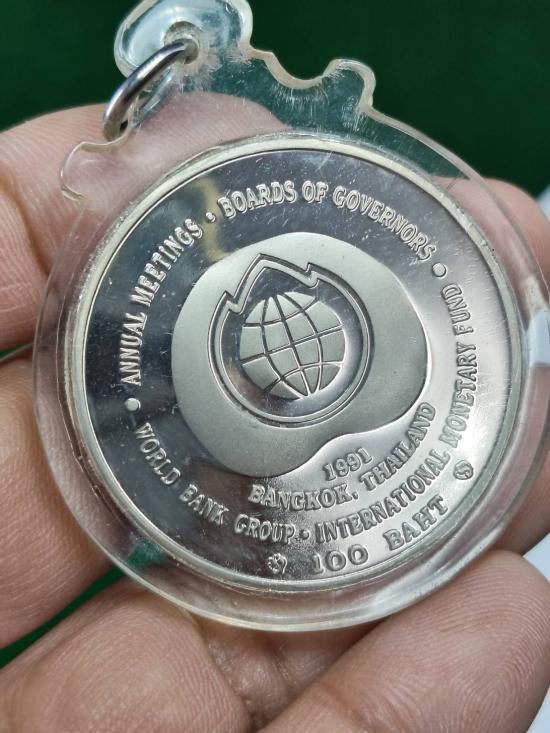 • ANNUAL MEETINGS • BOARDS OF GOVERNORS •
WORLD BANK GROUP • INTERNATIONAL MONETARY FUND
1991
BANGKOK, THAILAND
100 BAHT